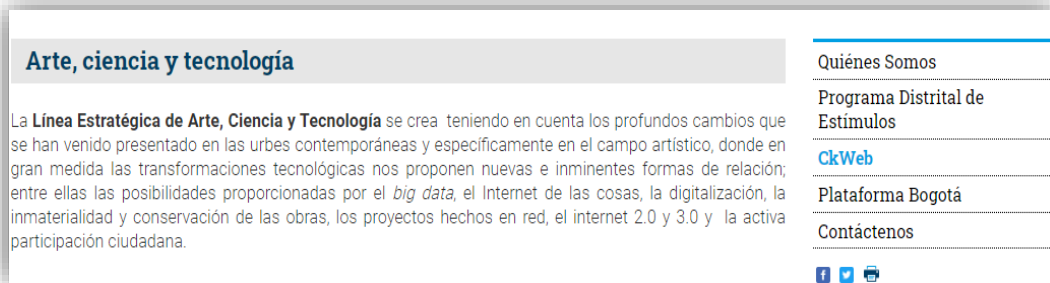 Arte, ciencia y tecnología
La Línea Estratégica de Arte, Ciencia y Tecnología se crea teniendo en cuenta los profundos cambios que
se han venido presentado en las urbes contemporáneas y específicamente en el campo artístico, donde en
gran medida las transformaciones tecnológicas nos proponen nuevas e inminentes formas de relación;
entre ellas las posibilidades proporcionadas por el big data, el Internet de las cosas, la digitalización, la
inmaterialidad y conservación de las obras, los proyectos hechos en red, el internet 2.0 y 3.0 y la activa
participación ciudadana.
Quiénes Somos
Programa Distrital de
Estímulos
CkWeb
Plataforma Bogotá
Contáctenos